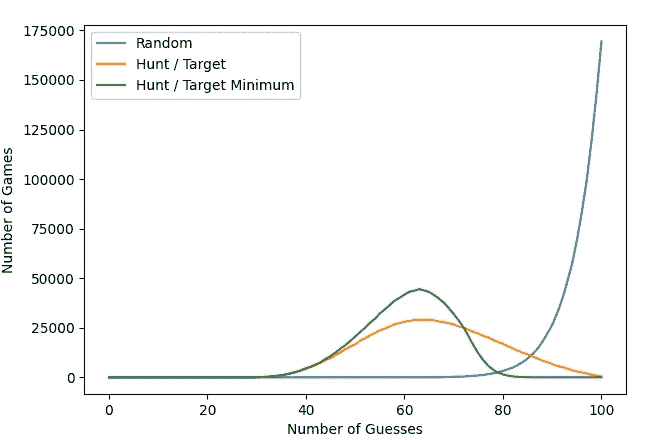 175000
150000
125000
100000
75000
50000
25000
0
Number of Games
Random
Hunt / Target
Hunt / Target Minimum
0 20 40 60 80 100
Number of Guesses